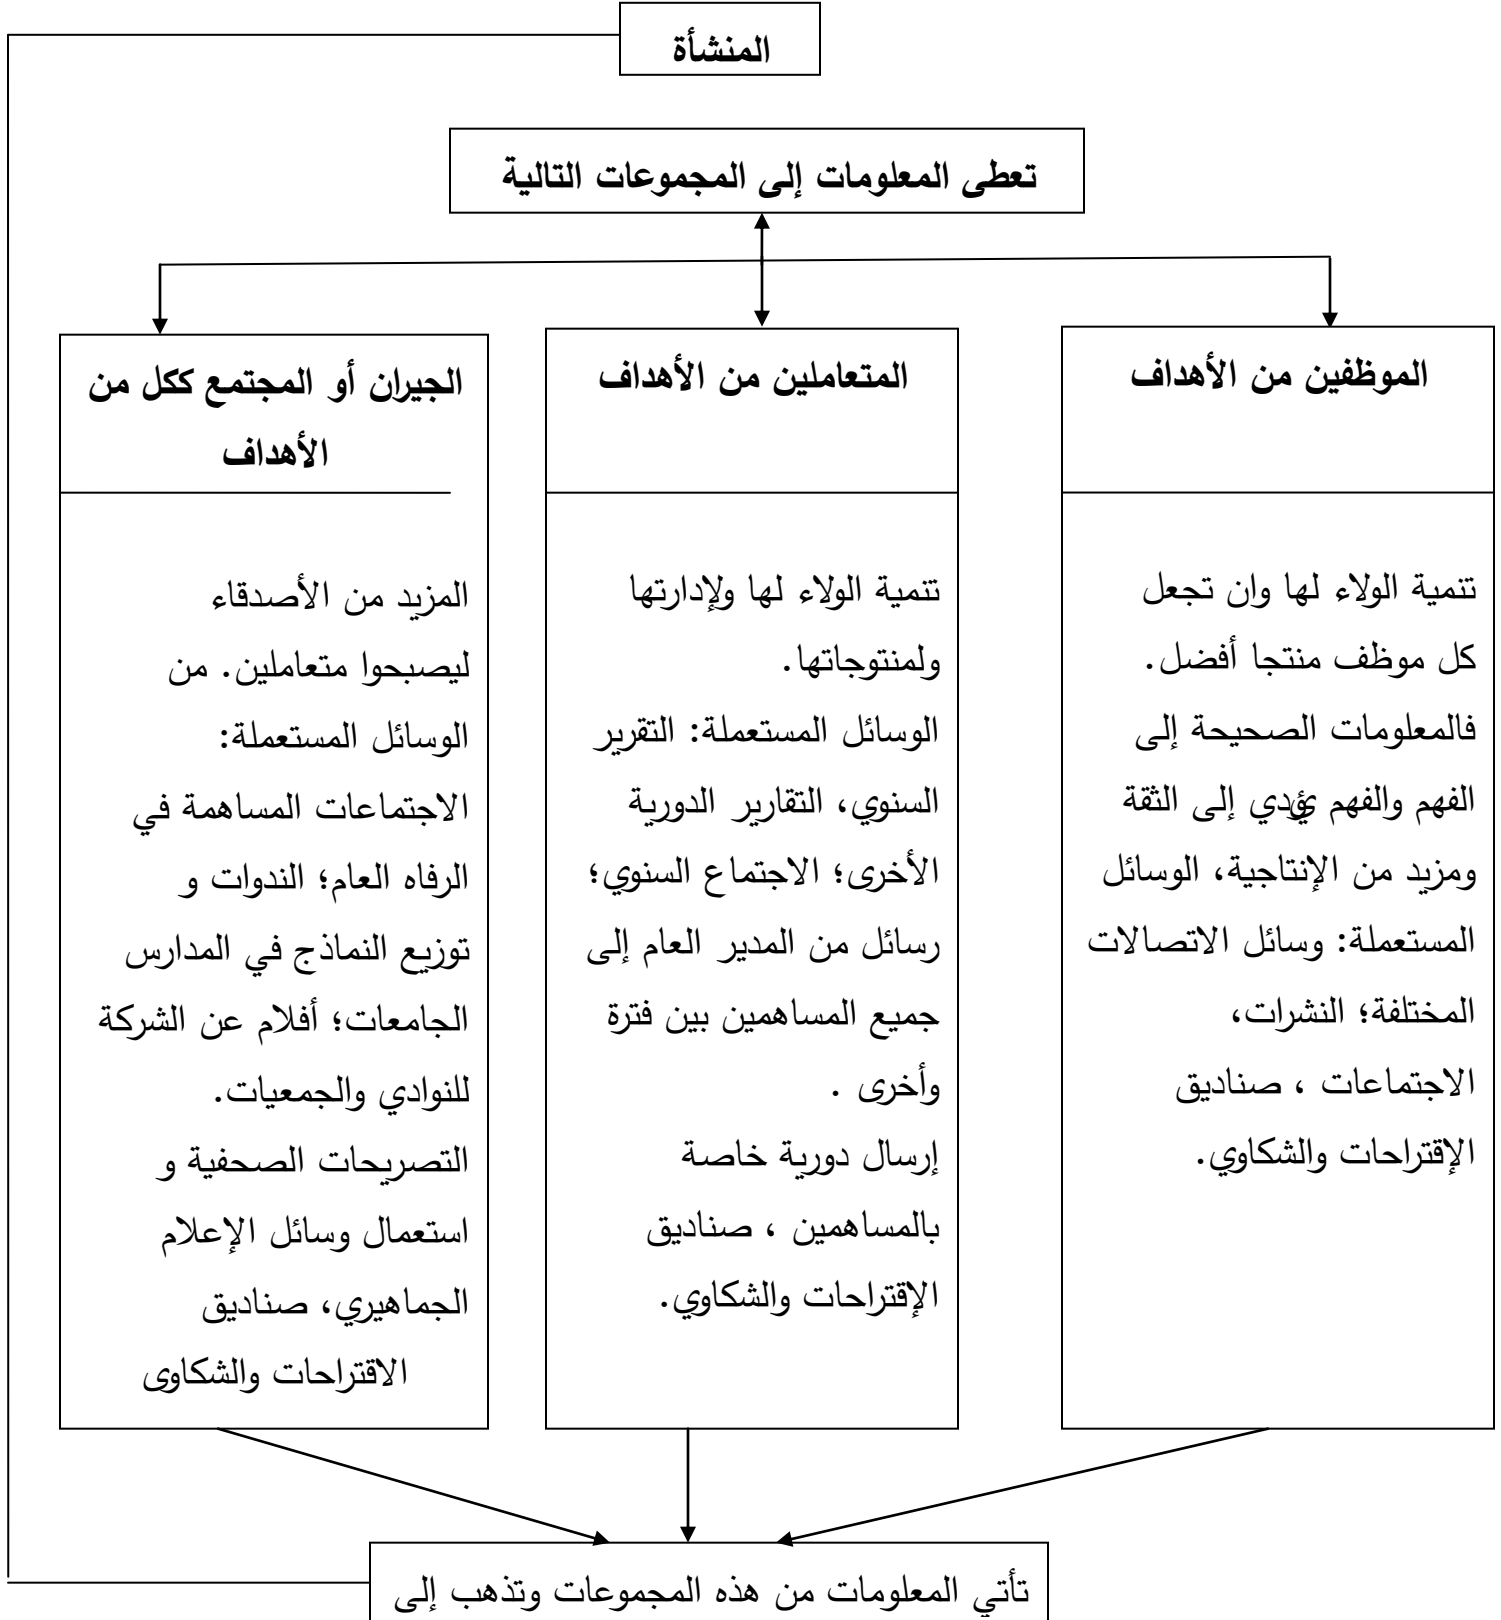 المنشأة
تعطى المعلومات إلى المجموعات التالية
الموظفين من الأهداف
تنمية الولاء لها وان تجعل
كل موظف منتجا أفضل.
فالمعلومات الصحيحة إلى
الفهم والفهم يؤدي إلى الثقة
ومزيد من الإنتاجية، الوسائل
المستعملة: وسائل الاتصالات
المختلفة؛ النشرات،
الاجتماعات ، صناديق
الإقتراحات والشكاوي.
المتعاملين من الأهداف
تنمية الولاء لها ولإدارتها
ولمنتوجاتها.
الوسائل المستعملة: التقرير
السنوي، التقارير الدورية
الأخرى؛ الاجتماع السنوي؛
رسائل من المدير العام إلى
جميع المساهمين بين فترة
وأخرى .
إرسال دورية خاصة
بالمساهمين ، صناديق
الإقتراحات والشكاوي.
الجيران أو المجتمع ككل من
الأهداف
المزيد من الأصدقاء
ليصبحوا متعاملين. من
الوسائل المستعملة:
الاجتماعات المساهمة في
الرفاه العام؛ الندوات و
توزيع النماذج في المدارس
الجامعات؛ أفلام عن الشركة
للنوادي والجمعيات.
التصريحات الصحفية و
استعمال وسائل الإعلام
الجماهيري، صناديق
الاقتراحات والشكاوى
تأتي المعلومات من هذه المجموعات وتذهب إلى